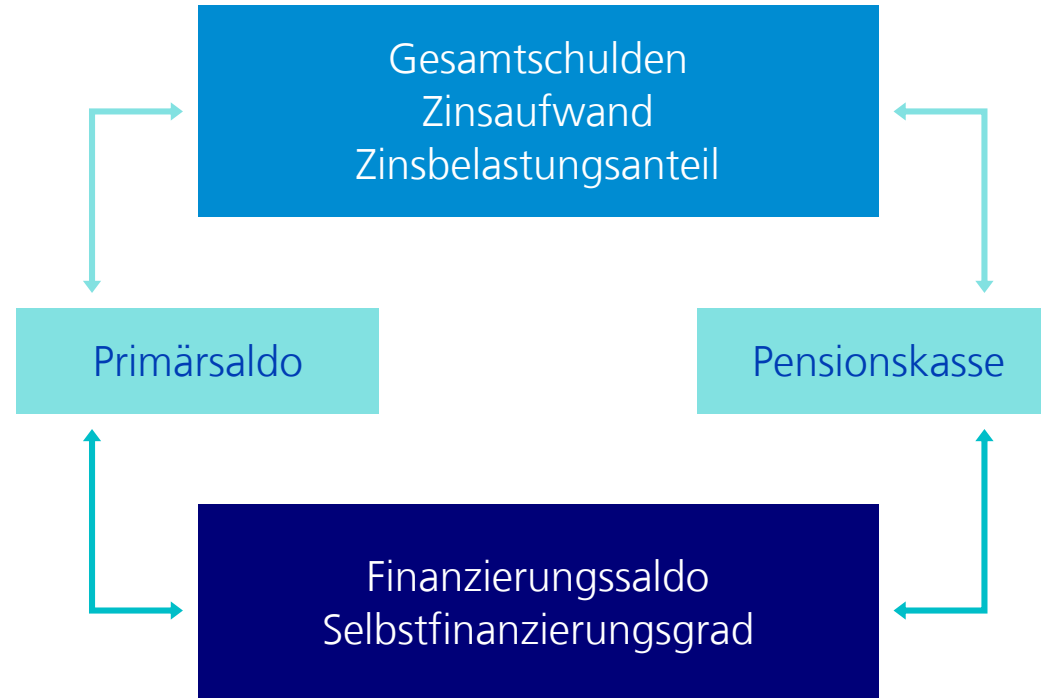 Gesamtschulden
Zinsaufwand
Zinsbelastungsanteil
Primärsaldo
Pensionskasse
Finanzierungssaldo
Selbstfinanzierungsgrad